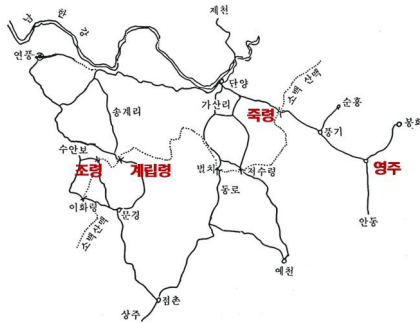 제천
남한강
연풍
단양
소백산맥
가산리
순흥
죽령
송계리
봉화
풍기
수안보
조령
계립령
벌치
저수령
영주
동로
이화령
문경
소백산맥
안동
예천
점촌
상주